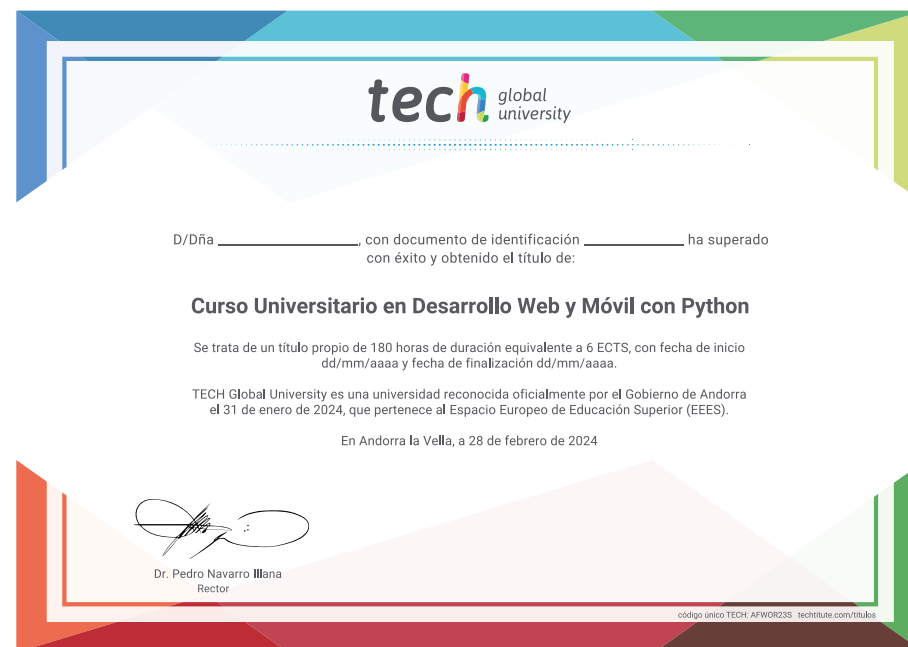 tech global university
D/Dña ____________________, con documento de identificación ______________ ha superado
con éxito y obtenido el título de:
Curso Universitario en Desarrollo Web y Móvil con Python
Se trata de un título propio de 180 horas de duración equivalente a 6 ECTS, con fecha de inicio
dd/mm/aaaa y fecha de finalización dd/mm/aaaa.
TECH Global University es una universidad reconocida oficialmente por el Gobierno de Andorra
el 31 de enero de 2024, que pertenece al Espacio Europeo de Educación Superior (EEES).
En Andorra la Vella, a 28 de febrero de 2024
Dr. Pedro Navarro Illana
Rector
código único TECH: AFWOR23S techtitute.com/titulos